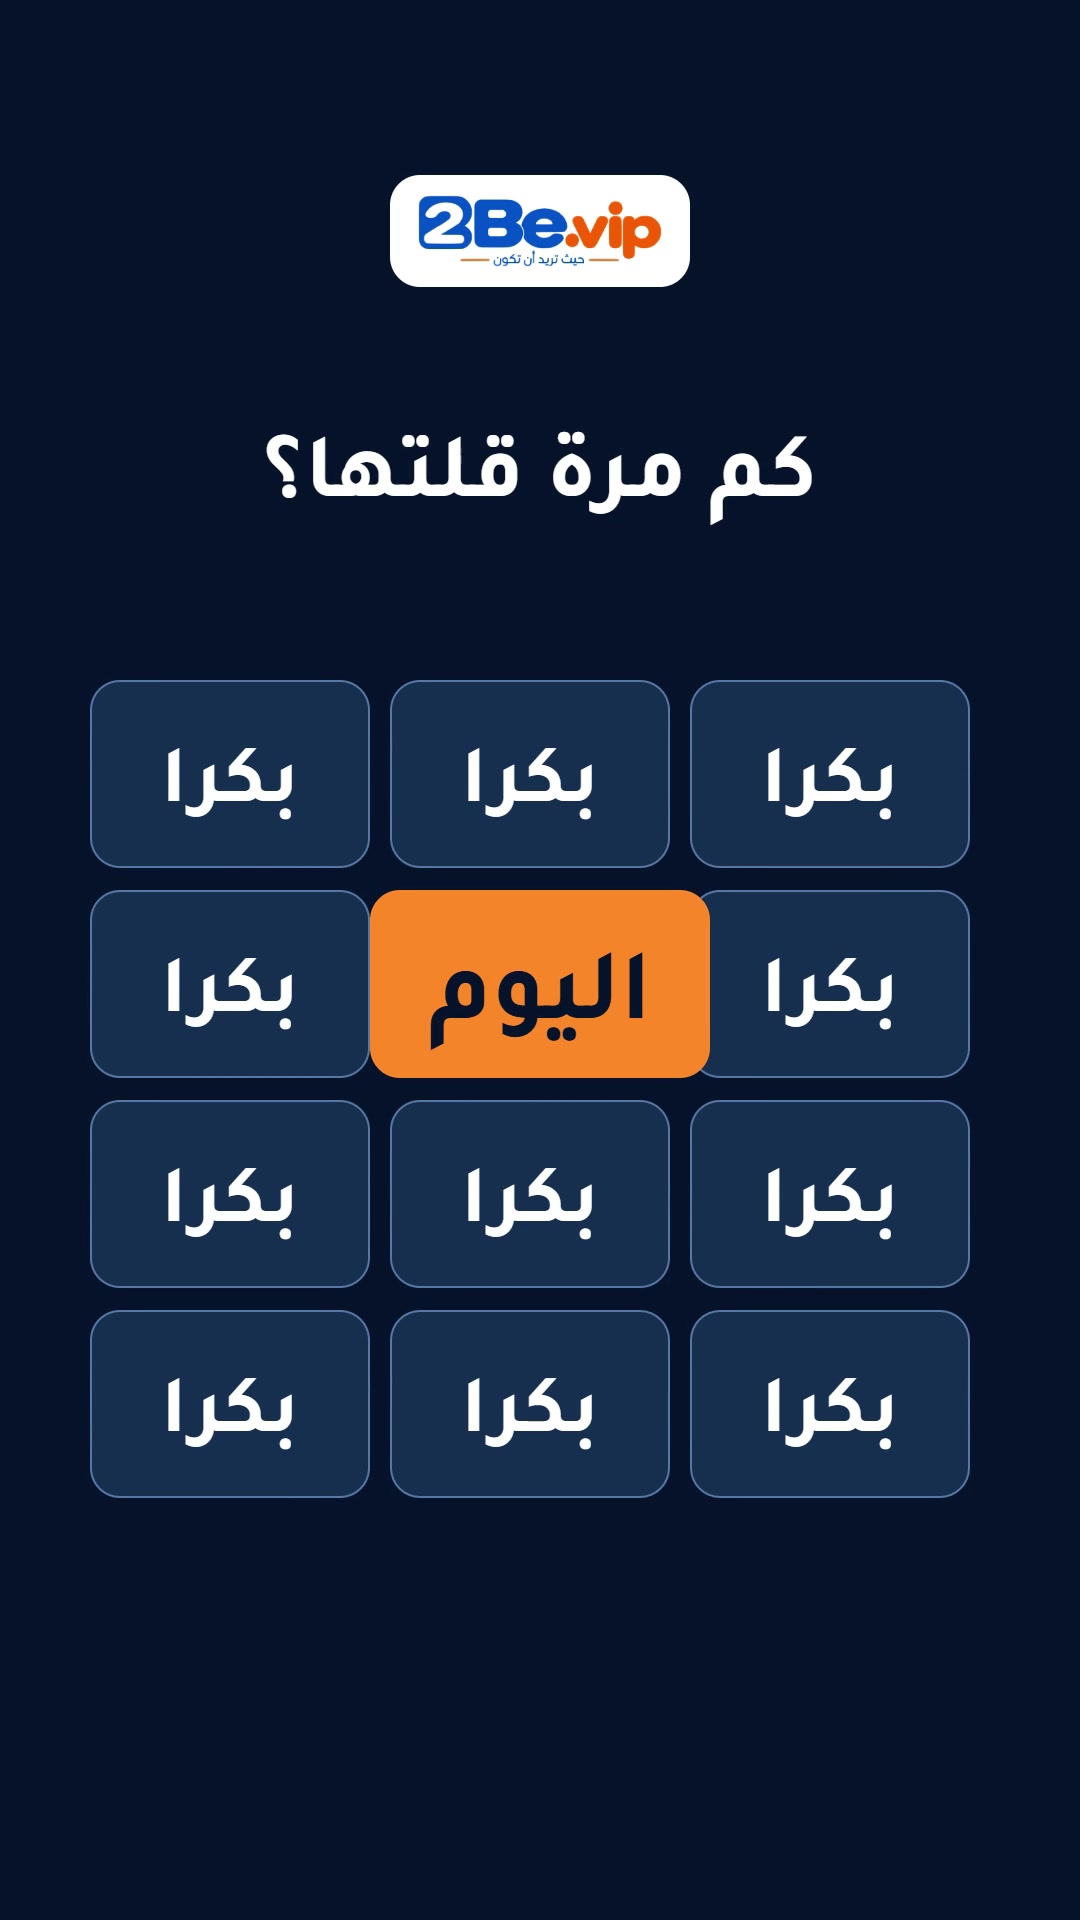 2Be.vip
حيث تريد أن تكون
كم مرة قلتها؟
بكرا بكرا بكرا
بكرا اليوم بكرا
بكرا بكرا بكرا
بكرا بكرا بكرا